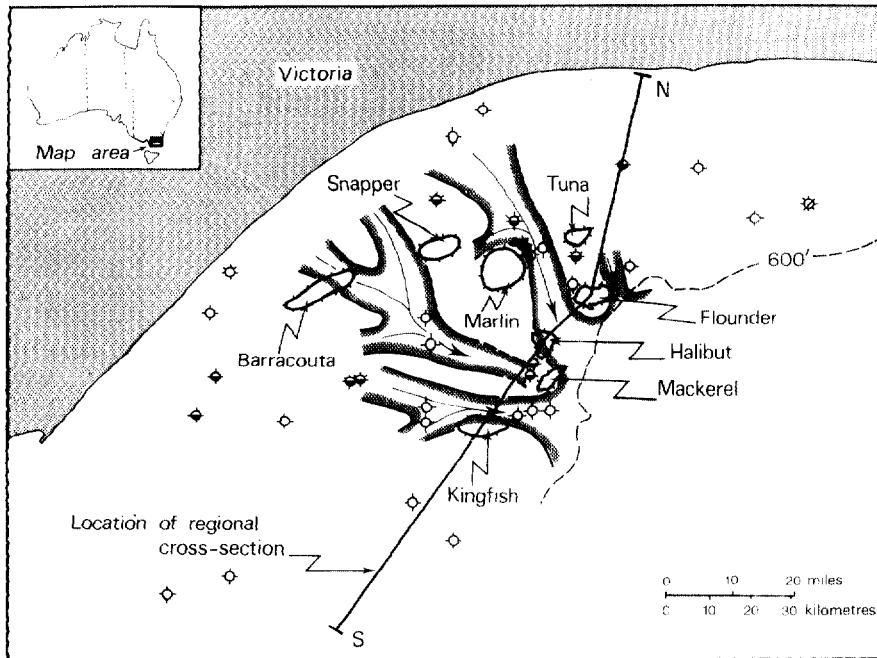 Victoria
Map area
N
Snapper
Tuna
600'
Marlin
Flounder
Barracouta
Halibut
Mackerel
Kingfish
Location of regional
cross-section
S
0 10 20 miles
0 10 20 30 kilometres